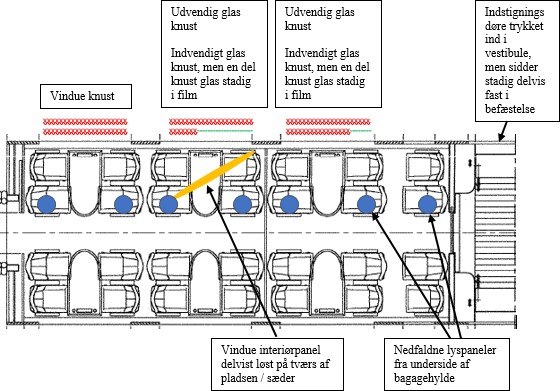 Vindue knust
Udvendig glas
knust
Indvendigt glas
knust, men en del
knust glas stadig
i film
Udvendig glas
knust
Indvendigt glas
knust, men en del
knust glas stadig i
film
Indstignings
døre trykket
ind i
vestibule,
men sidder
stadig delvis
fast i
befæstelse
Vindue interiørpanel
delvist løst på tværs af
pladsen / sæder
Nedfaldne lyspaneler
fra underside af
bagagehylde